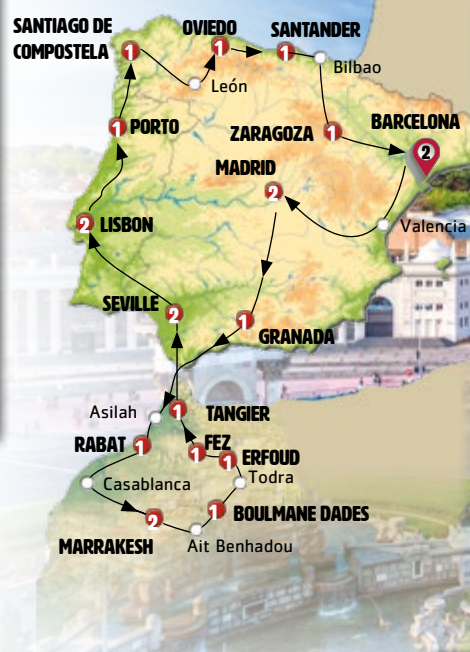 SANTIAGO DE
COMPOSTELA
1
OVIEDO
1
SANTANDER
1
León
Bilbao
1
PORTO
ZARAGOZA
1
BARCELONA
2
MADRID
2
2
LISBON
Valencia
SEVILLE
2
1
GRANADA
Asilah
1
TANGIER
RABAT
1
FEZ
1
1
ERFOUD
Casablanca
Todra
2
MARRAKESH
1
BOULMANE DADES
Ait Benhadou